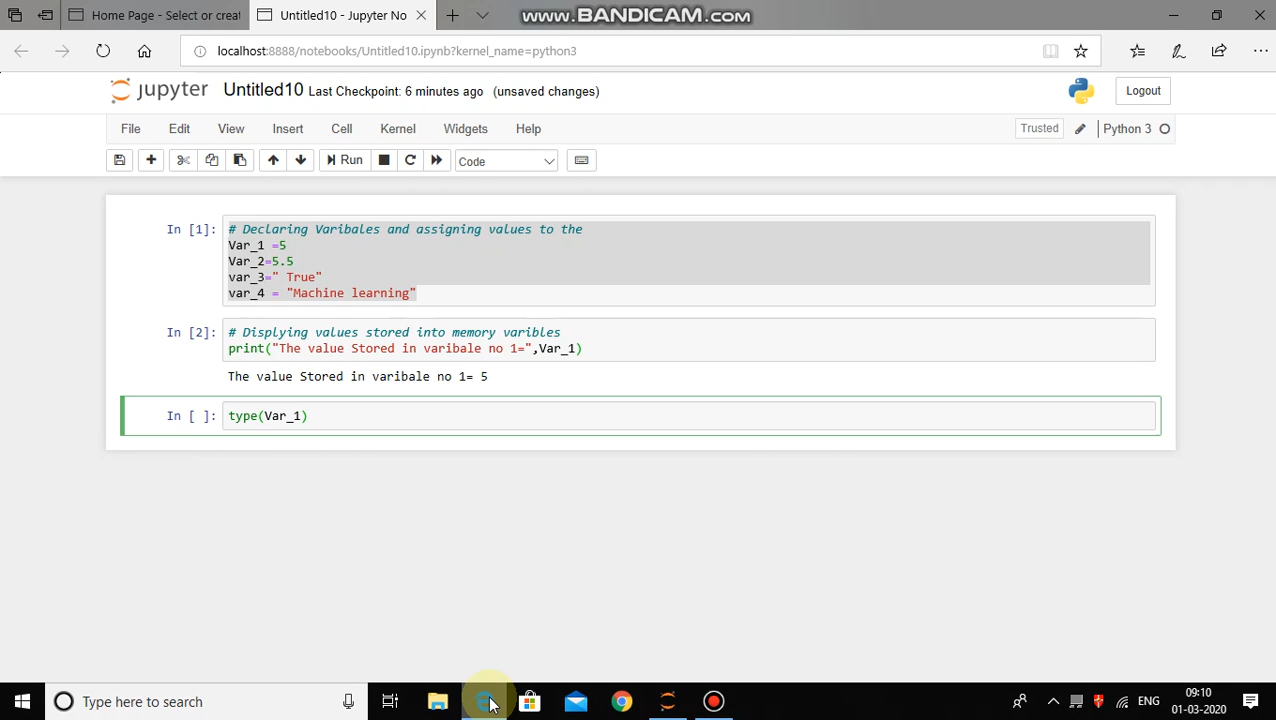 Home Page - Select or creat
Untitled10 - Jupyter No
www.BANDICAM.com
localhost:8888/notebooks/Untitled10.ipynb?kernel_name=python3
jupyter Untitled10 Last Checkpoint: 6 minutes ago (unsaved changes)
Logout
File Edit View Insert Cell Kernel Widgets Help
Trusted
Python 3
Run
Code
In [1]: # Declaring Varibales and assigning values to the
Var_1 =5
Var_2=5.5
var_3=" True"
var_4 = "Machine learning"
In [2]: # Displying values stored into memory varibles
print("The value Stored in varibale no 1=",Var_1)
The value Stored in varibale no 1= 5
In [ ]: type(Var_1)
Type here to search
ENG
09:10
01-03-2020